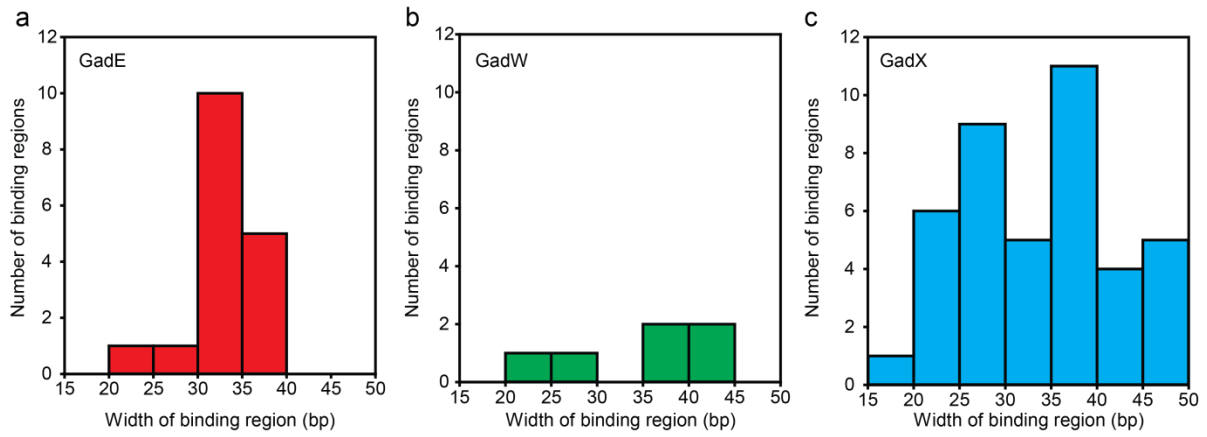 a
GadE
Number of binding regions
12
10
8
6
4
2
0
15 20 25 30 35 40 45 50
Width of binding region (bp)
b
GadW
Number of binding regions
12
10
8
6
4
2
0
15 20 25 30 35 40 45 50
Width of binding region (bp)
c
GadX
Number of binding regions
12
10
8
6
4
2
0
15 20 25 30 35 40 45 50
Width of binding region (bp)